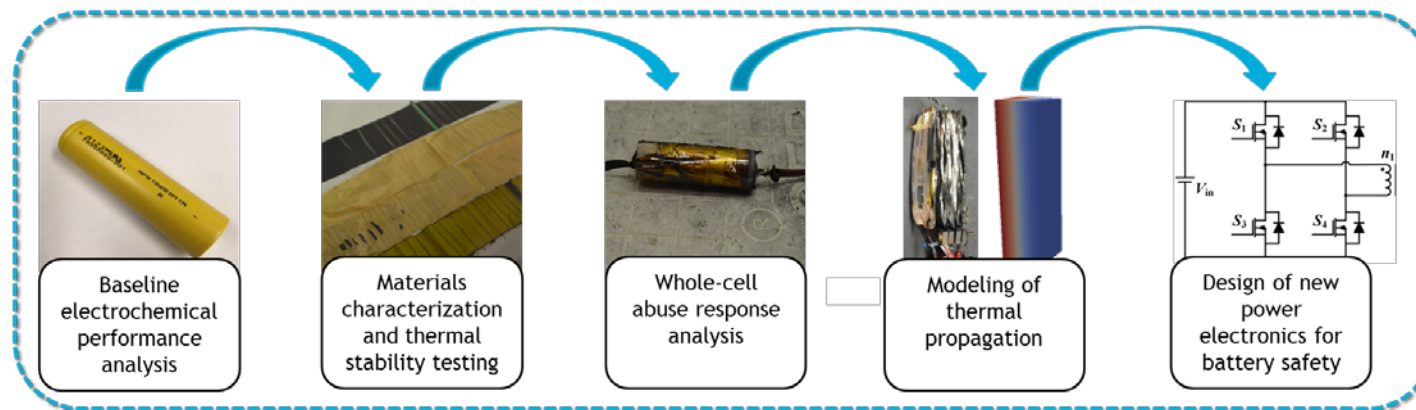 S1
S2
n1
Vin
S3
S4
Baseline
electrochemical
performance
analysis
Materials
characterization
and thermal
stability testing
Whole-cell
abuse response
analysis
Modeling of
thermal
propagation
Design of new
power
electronics for
battery safety